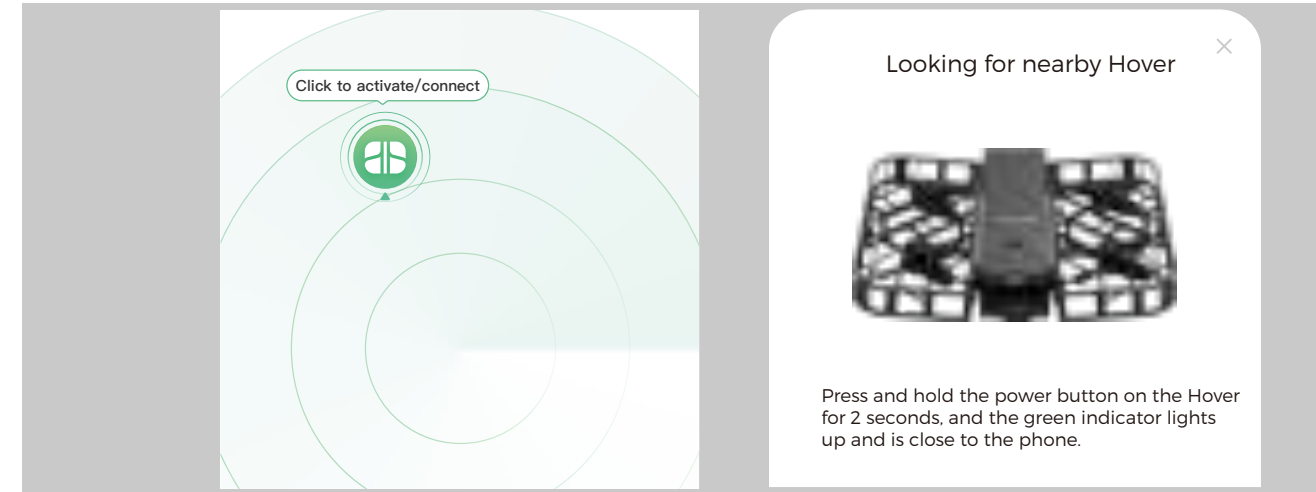 Click to activate/connect
Looking for nearby Hover
Press and hold the power button on the Hover
for 2 seconds, and the green indicator lights
up and is close to the phone.